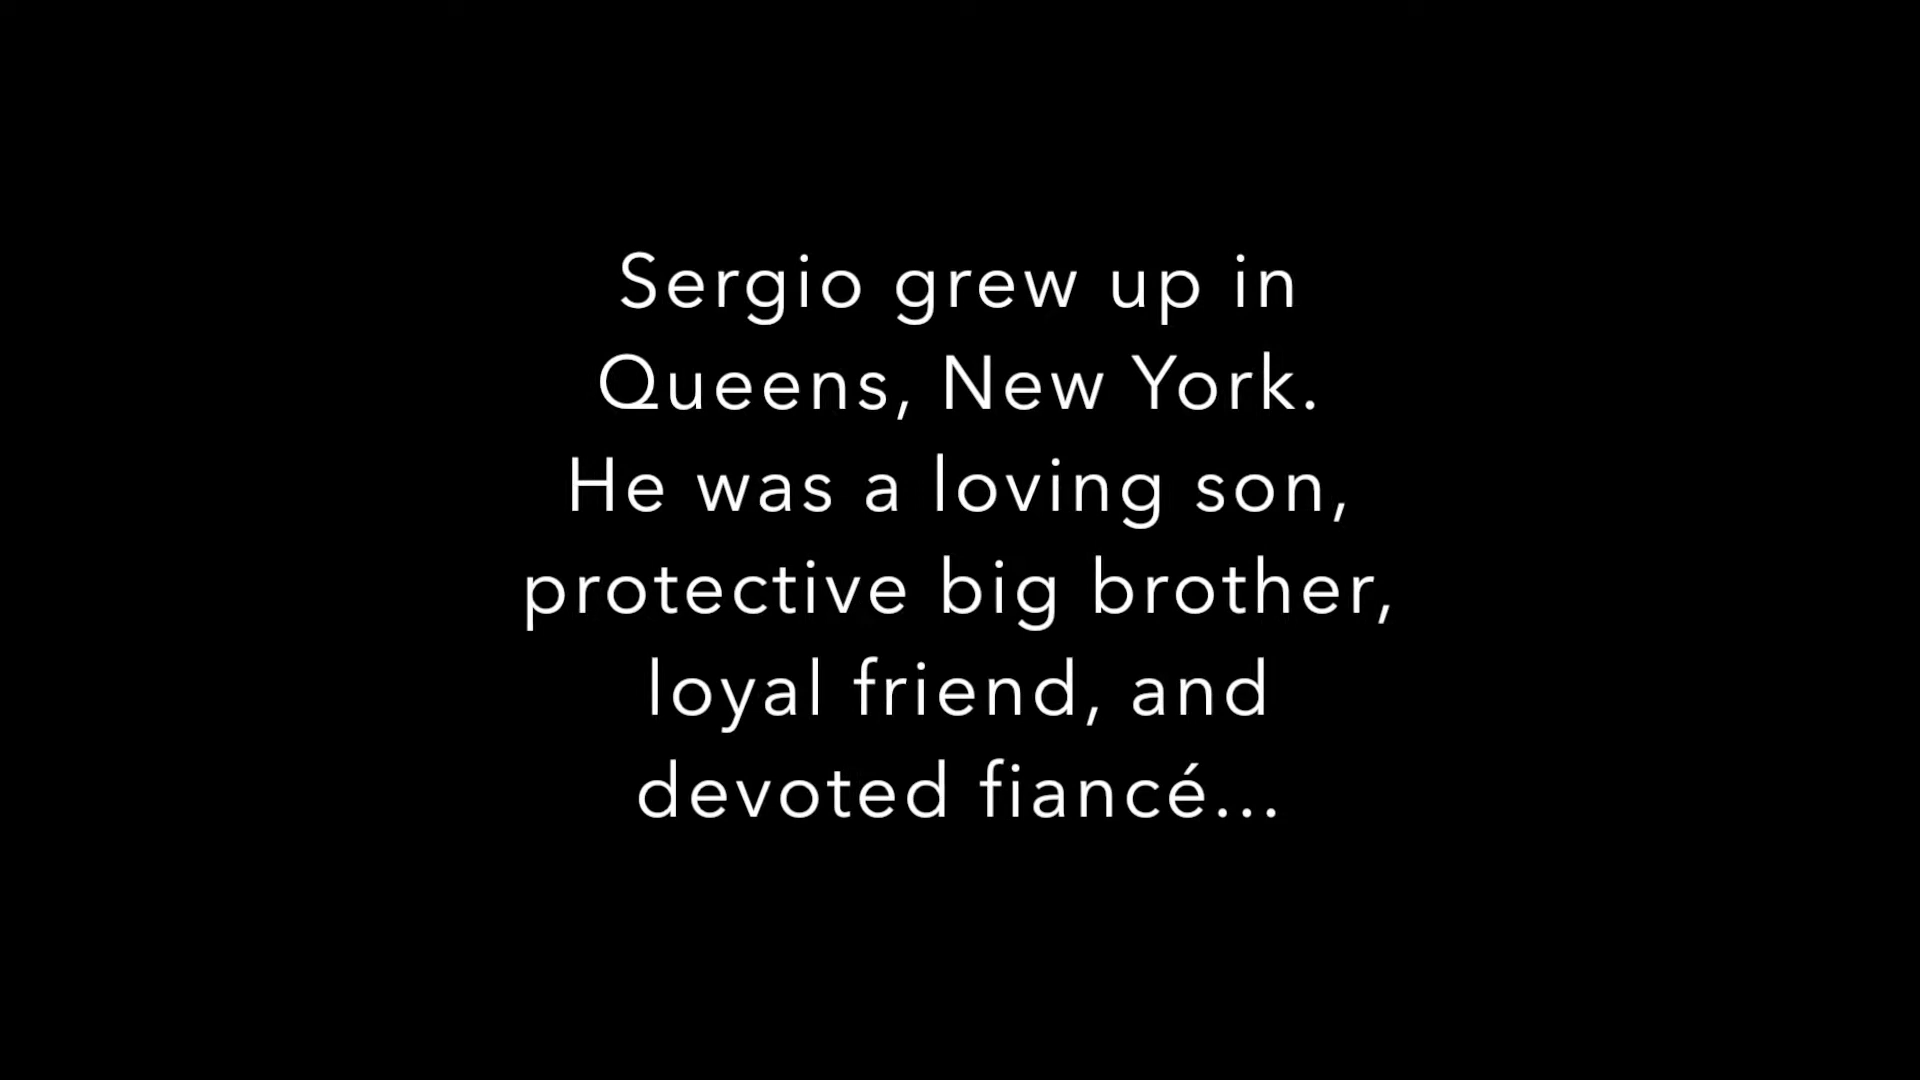 Sergio grew up in
Queens, New York.
He was a loving son,
protective big brother,
loyal friend, and
devoted fiancé...